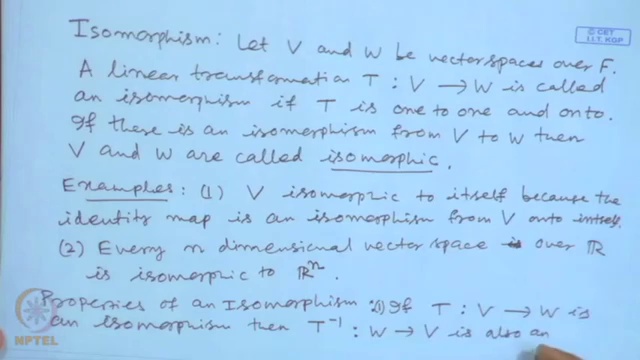 © CET
I.I.T. KGP
Isomorphism: Let V and W be vector spaces over F.
A linear transformation T : V → W is called
an isomorphism if T is one to one and onto.
If there is an isomorphism from V to W then
V and W are called isomorphic.
Examples: (1) V isomorphic to itself because the
identity map is an isomorphism from V onto itself.
(2) Every n dimensional vector space over ℝ
is isomorphic to ℝⁿ.
Properties of an Isomorphism: (1) If T : V → W is
an isomorphism then T⁻¹ : W → V is also an
NPTEL